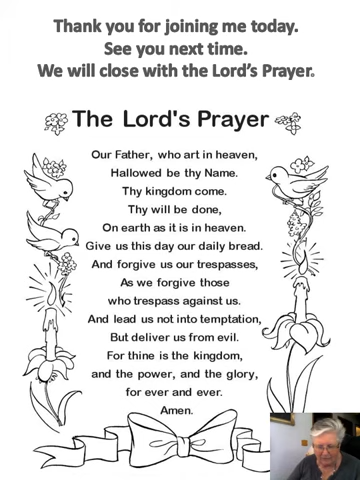 Thank you for joining me today.
See you next time.
We will close with the Lord's Prayer.
The Lord's Prayer
Our Father, who art in heaven,
Hallowed be thy Name.
Thy kingdom come.
Thy will be done,
On earth as it is in heaven.
Give us this day our daily bread.
And forgive us our trespasses,
As we forgive those
who trespass against us.
And lead us not into temptation,
But deliver us from evil.
For thine is the kingdom,
and the power, and the glory,
for ever and ever.
Amen.